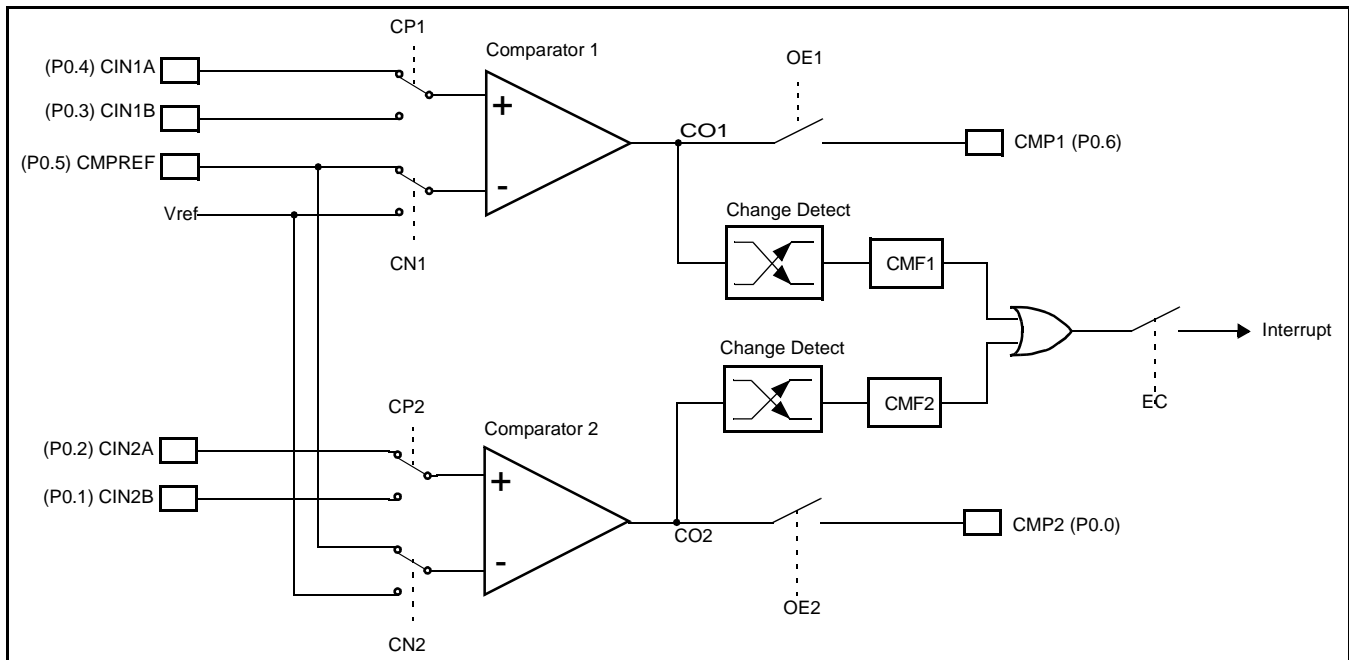 CP1
Comparator 1
OE1
(P0.4) CIN1A
(P0.3) CIN1B
+
CO1
CMP1 (P0.6)
(P0.5) CMPREF
-
Vref
Change Detect
CN1
CMF1
Interrupt
Change Detect
EC
CP2
CMF2
Comparator 2
(P0.2) CIN2A
+
(P0.1) CIN2B
CO2
CMP2 (P0.0)
-
OE2
CN2